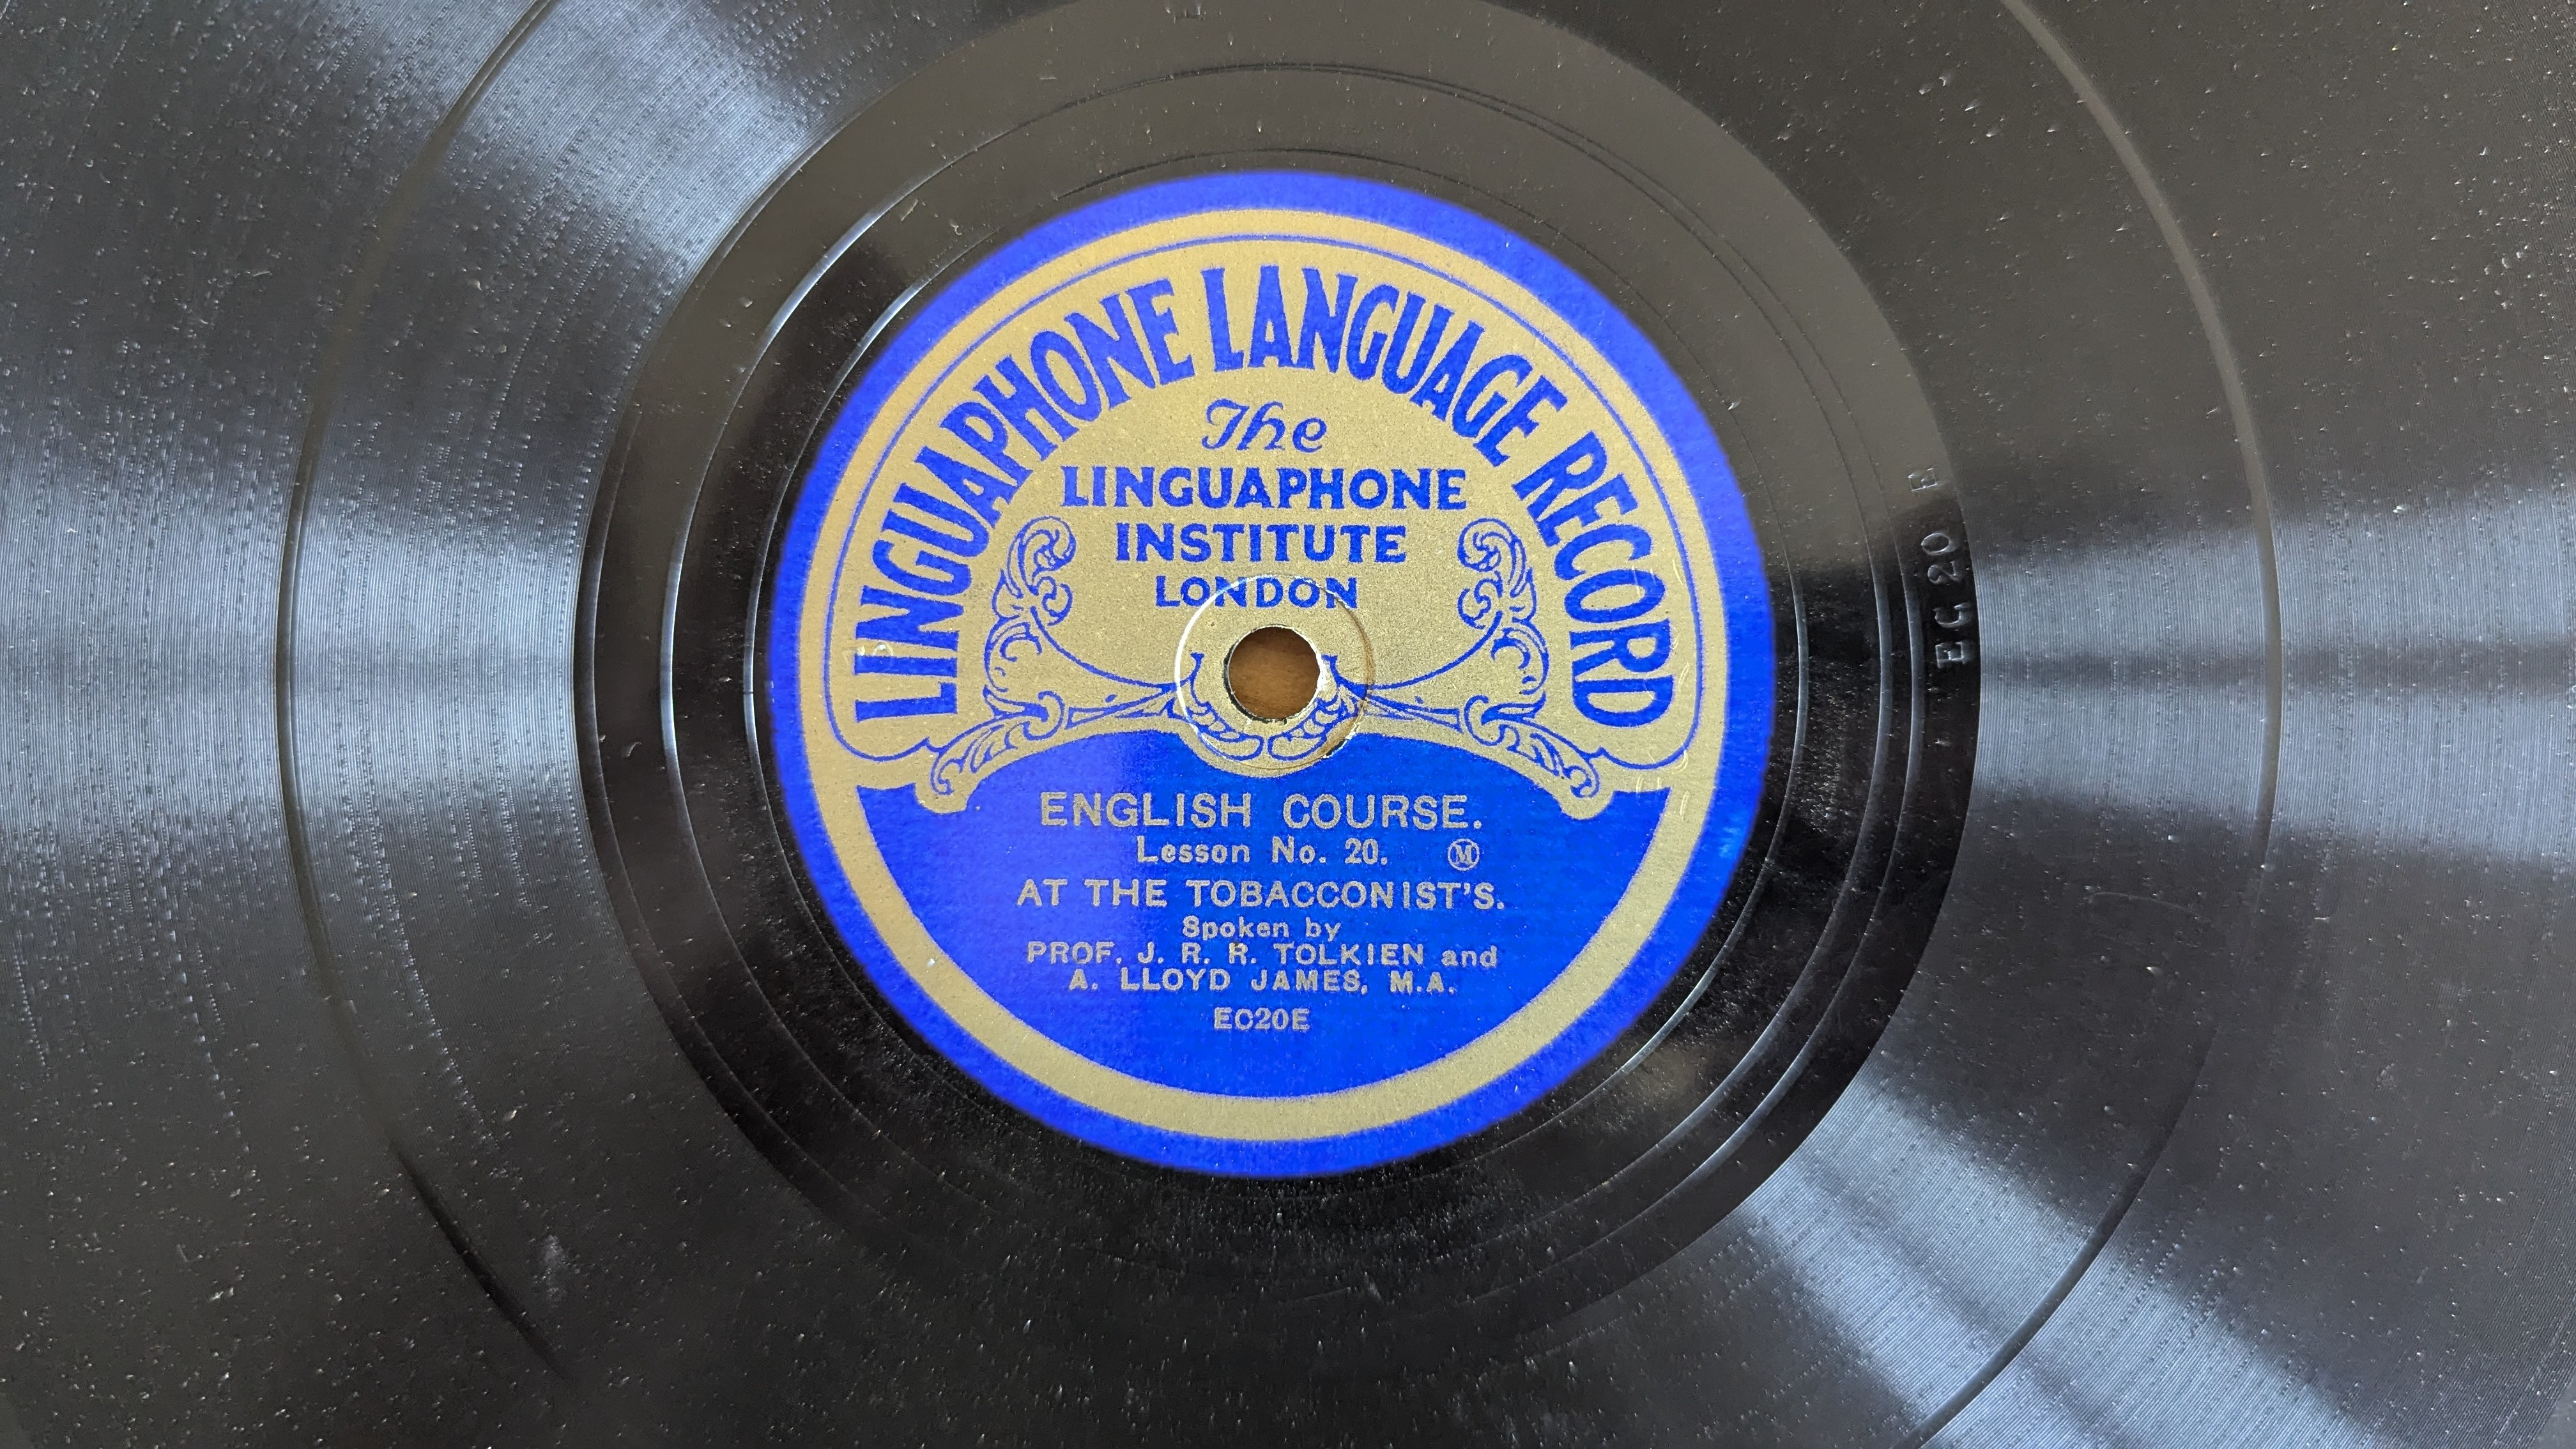 LINGUAPHONE LANGUAGE RECORD
The
LINGUAPHONE
INSTITUTE
LONDON
ENGLISH COURSE.
Lesson No. 20. Ⓜ
AT THE TOBACCONIST'S.
Spoken by
PROF. J. R. R. TOLKIEN and
A. LLOYD JAMES, M.A.
EC20E
EC 20 E